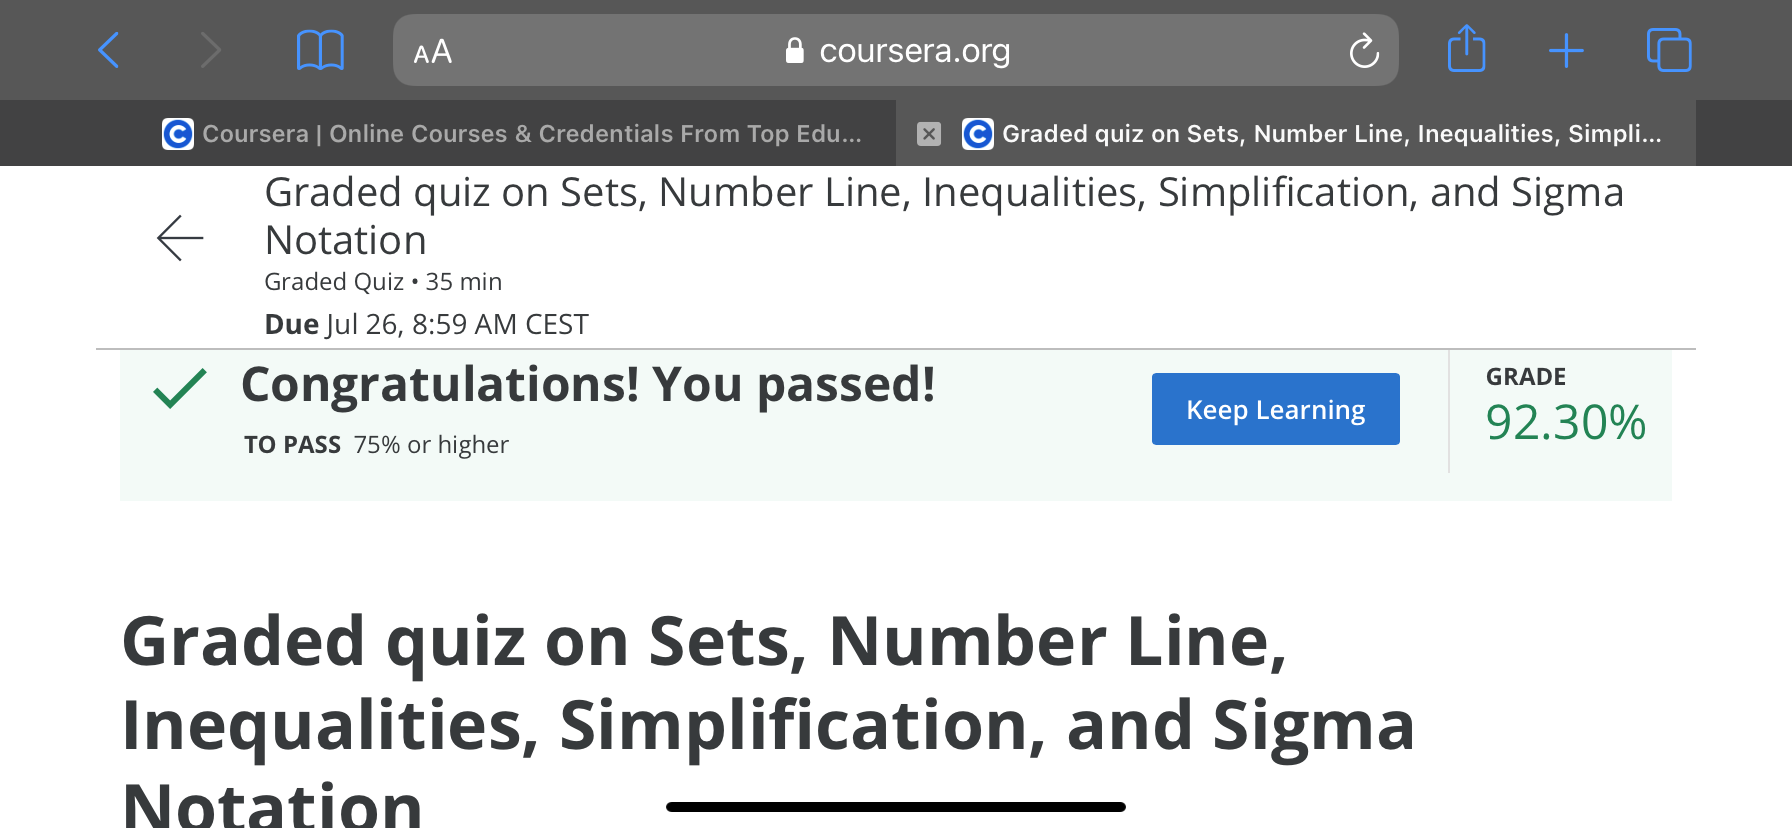 AA
coursera.org
Coursera | Online Courses & Credentials From Top Edu...
Graded quiz on Sets, Number Line, Inequalities, Simpli...
Graded quiz on Sets, Number Line, Inequalities, Simplification, and Sigma
Notation
Graded Quiz • 35 min
Due Jul 26, 8:59 AM CEST
Congratulations! You passed!
TO PASS 75% or higher
Keep Learning
GRADE
92.30%
Graded quiz on Sets, Number Line,
Inequalities, Simplification, and Sigma
Notation